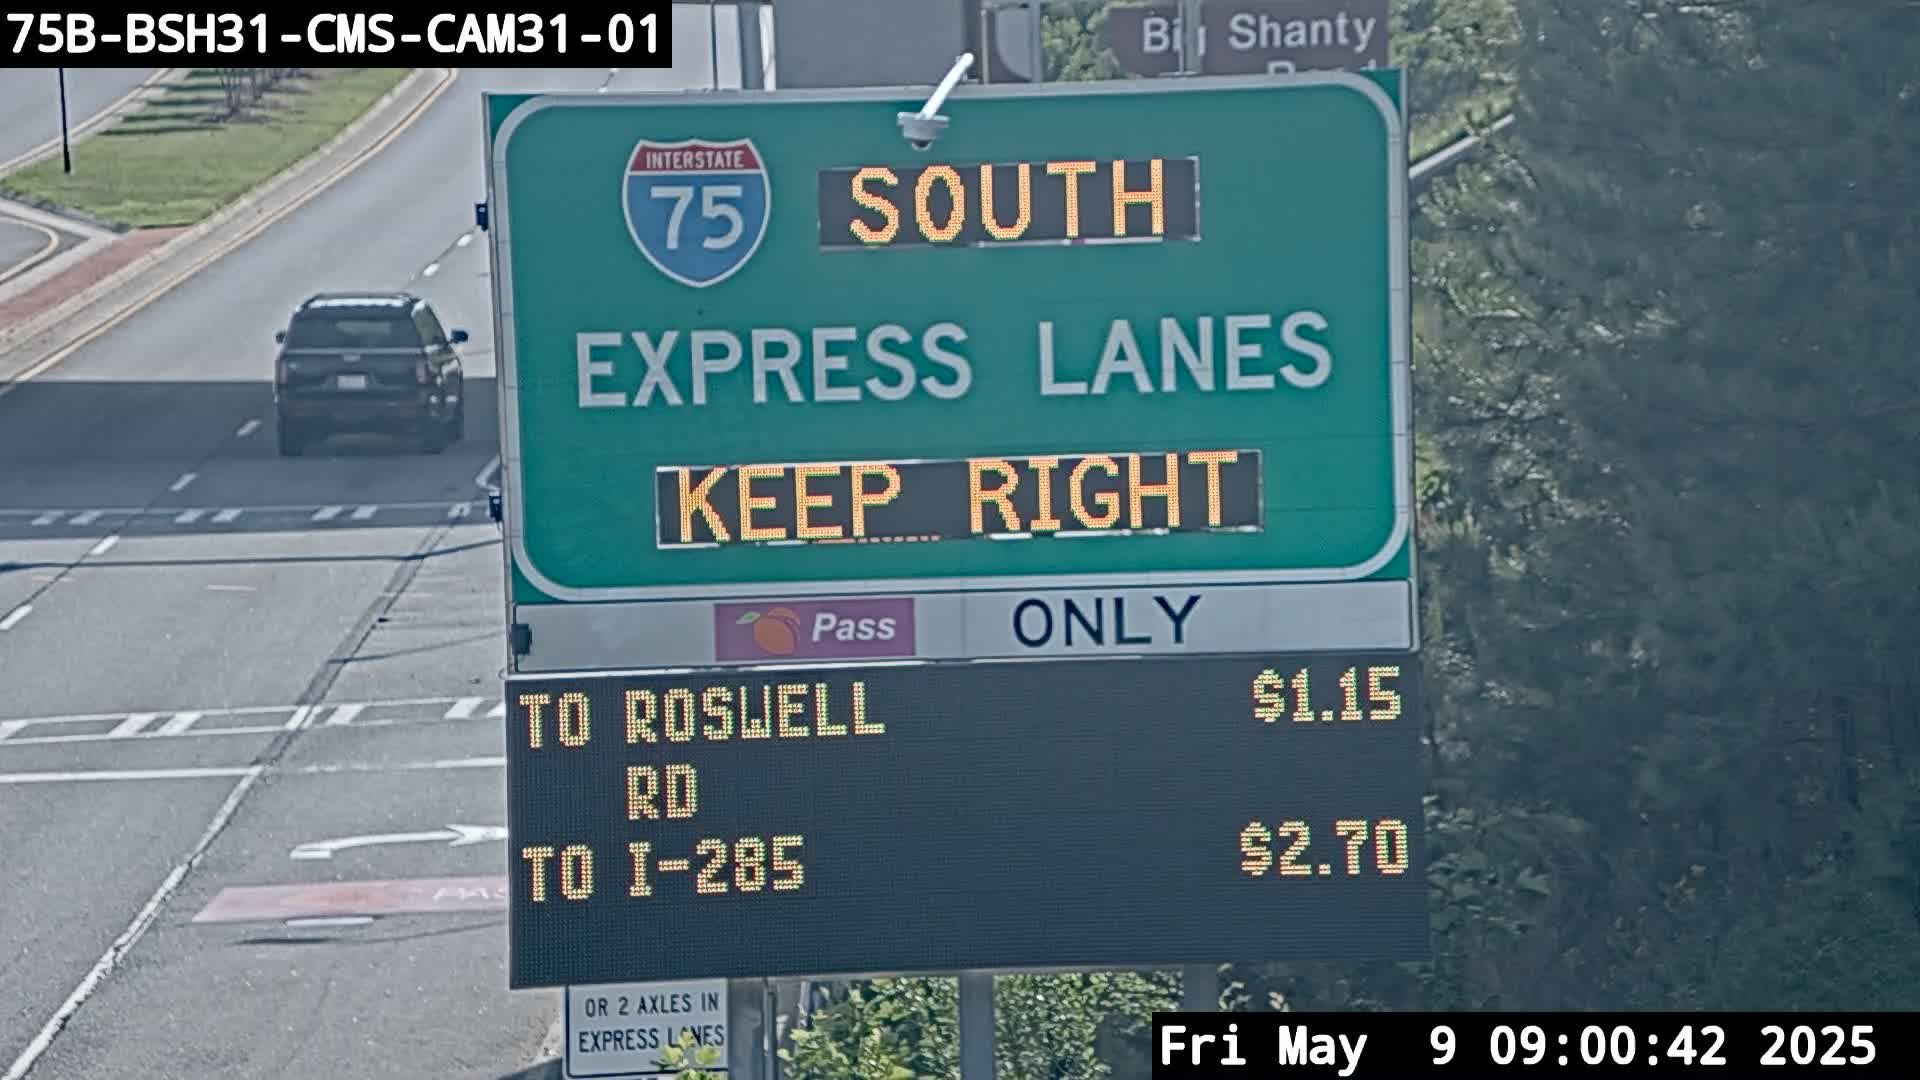 75B-BSH31-CMS-CAM31-01
Big Shanty
Road
INTERSTATE
75
SOUTH
EXPRESS LANES
KEEP RIGHT
Pass ONLY
TO ROSWELL $1.15
RD
TO I-285 $2.70
OR 2 AXLES IN
EXPRESS LANES
Fri May 9 09:00:42 2025